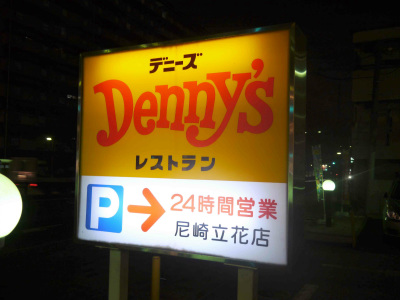 デニーズ
Denny's
レストラン
P → 24時間営業
尼崎立花店